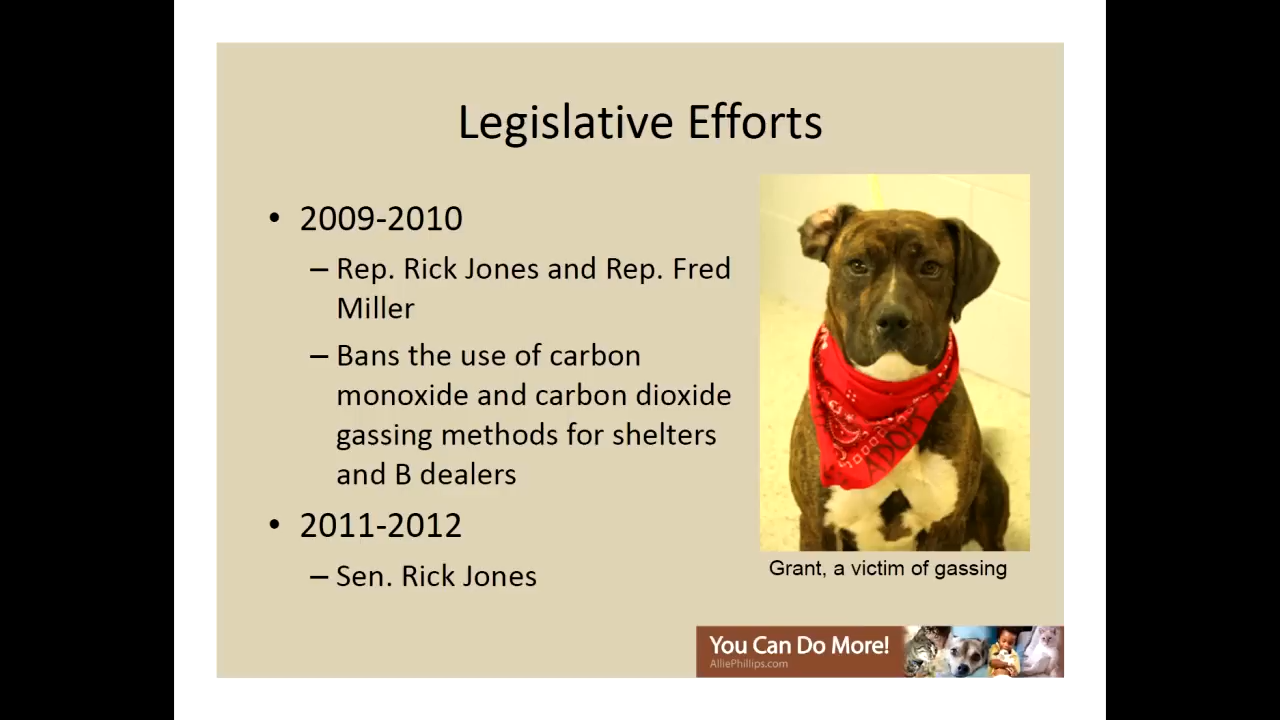 Legislative Efforts
• 2009-2010
– Rep. Rick Jones and Rep. Fred
Miller
– Bans the use of carbon
monoxide and carbon dioxide
gassing methods for shelters
and B dealers
• 2011-2012
– Sen. Rick Jones
ADOPT
Grant, a victim of gassing
You Can Do More!
AlliePhillips.com